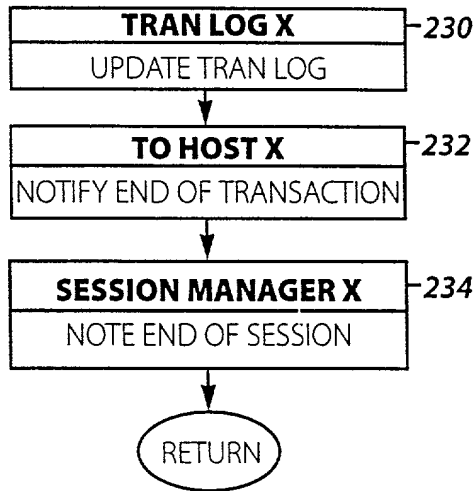 TRAN LOG X
230
UPDATE TRAN LOG
TO HOST X
232
NOTIFY END OF TRANSACTION
SESSION MANAGER X
234
NOTE END OF SESSION
RETURN